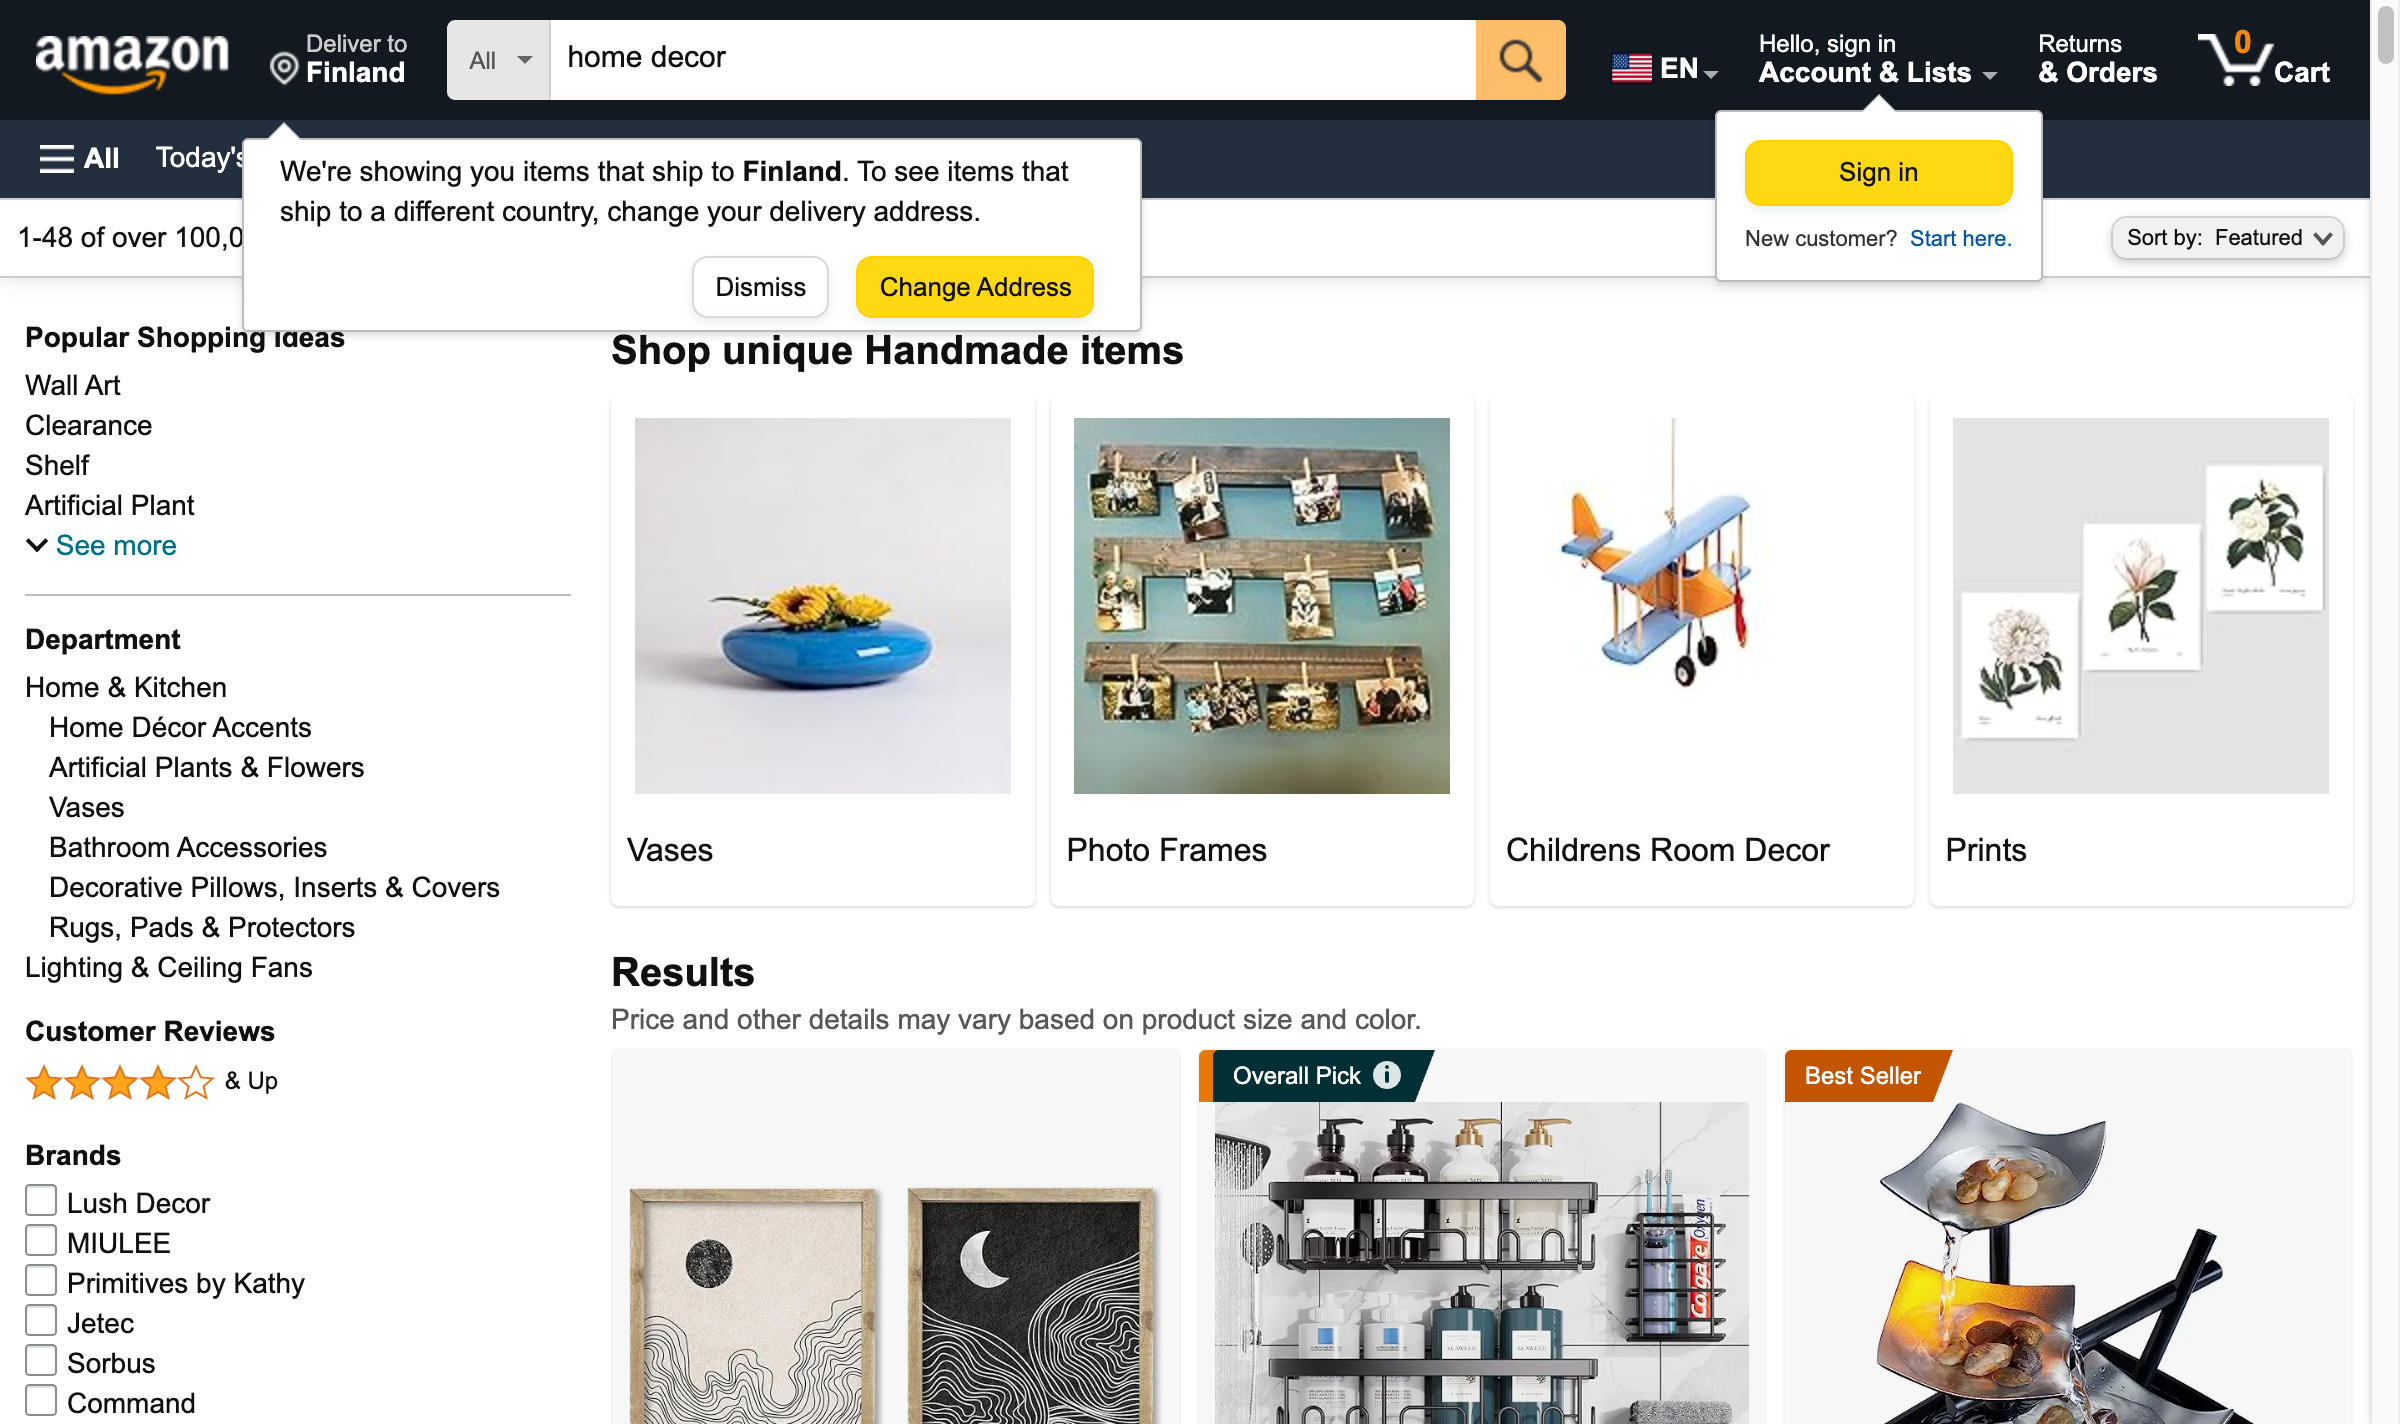 amazon
Deliver to
Finland
All
home decor
EN
Hello, sign in
Account & Lists
Returns
& Orders
0
Cart
All
Today's
We're showing you items that ship to Finland. To see items that
ship to a different country, change your delivery address.
Dismiss
Change Address
Sign in
New customer? Start here.
1-48 of over 100,0
Sort by: Featured
Popular Shopping Ideas
Wall Art
Clearance
Shelf
Artificial Plant
See more
Department
Home & Kitchen
Home Décor Accents
Artificial Plants & Flowers
Vases
Bathroom Accessories
Decorative Pillows, Inserts & Covers
Rugs, Pads & Protectors
Lighting & Ceiling Fans
Customer Reviews
& Up
Brands
Lush Decor
MIULEE
Primitives by Kathy
Jetec
Sorbus
Command
Shop unique Handmade items
Vases
Photo Frames
Childrens Room Decor
Prints
Results
Price and other details may vary based on product size and color.
Overall Pick
Best Seller
Colgate
Oxygen
SEAWEED
SEAWEED